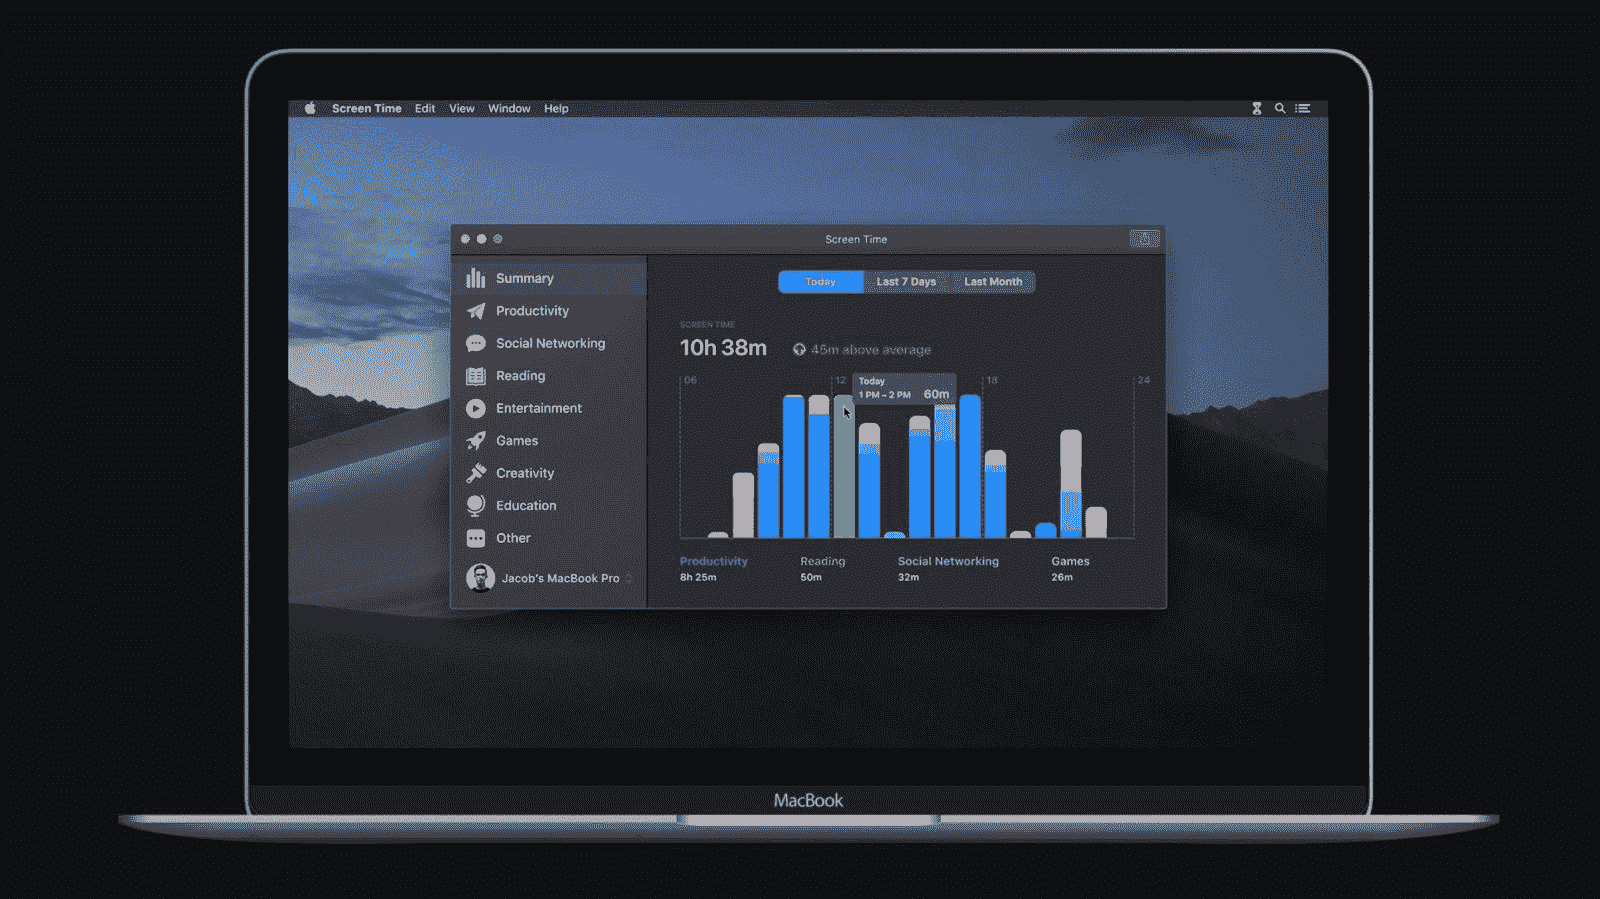 Screen Time Edit View Window Help
Screen Time
Summary
Productivity
Social Networking
Reading
Entertainment
Games
Creativity
Education
Other
Jacob's MacBook Pro
Today Last 7 Days Last Month
SCREEN TIME
10h 38m 45m above average
06 12 18 24
Today
1 PM – 2 PM 60m
Productivity Reading Social Networking Games
8h 25m 50m 32m 26m
MacBook